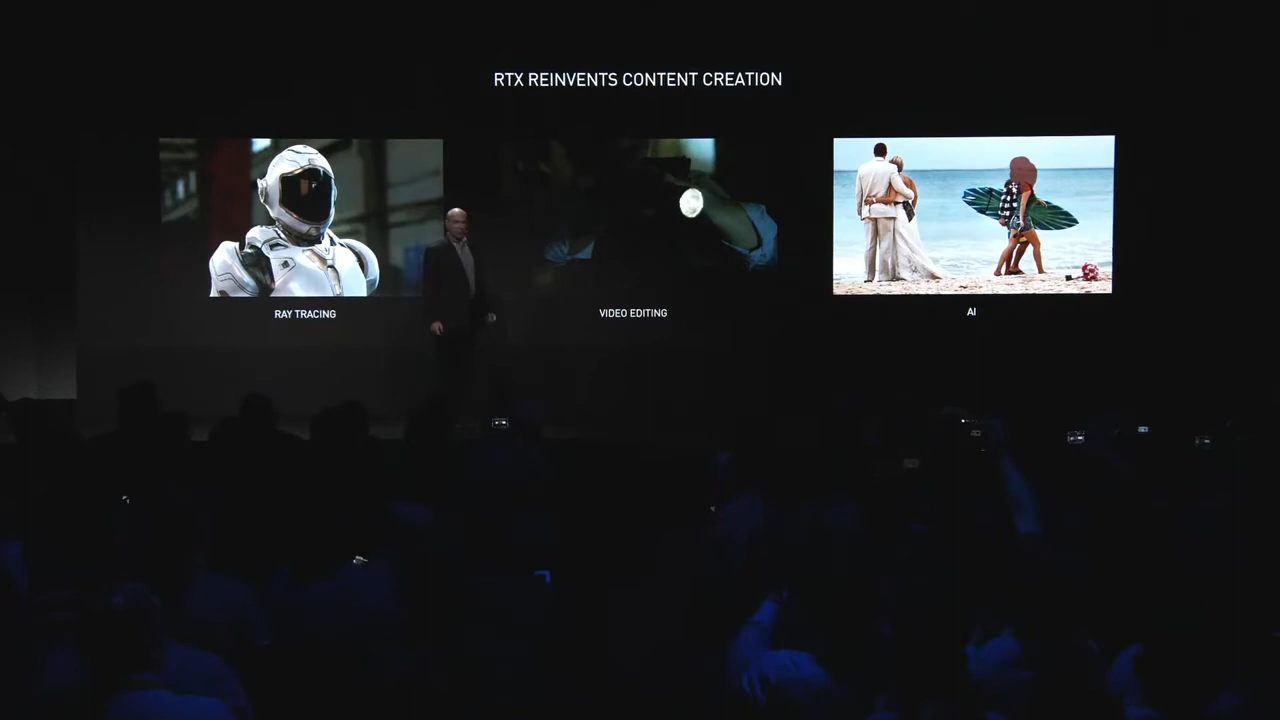 RTX REINVENTS CONTENT CREATION
RAY TRACING
VIDEO EDITING
AI